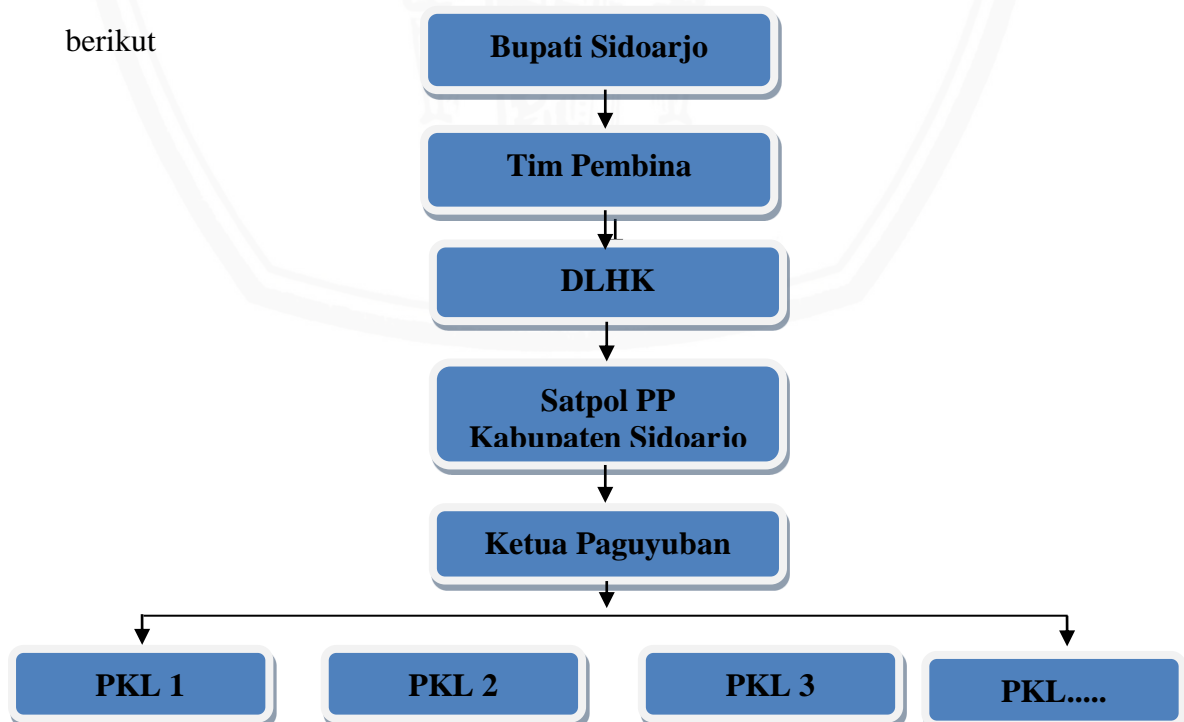 berikut
Bupati Sidoarjo
Tim Pembina
DLHK
Satpol PP
Kabupaten Sidoarjo
Ketua Paguyuban
PKL 1
PKL 2
PKL 3
PKL.....